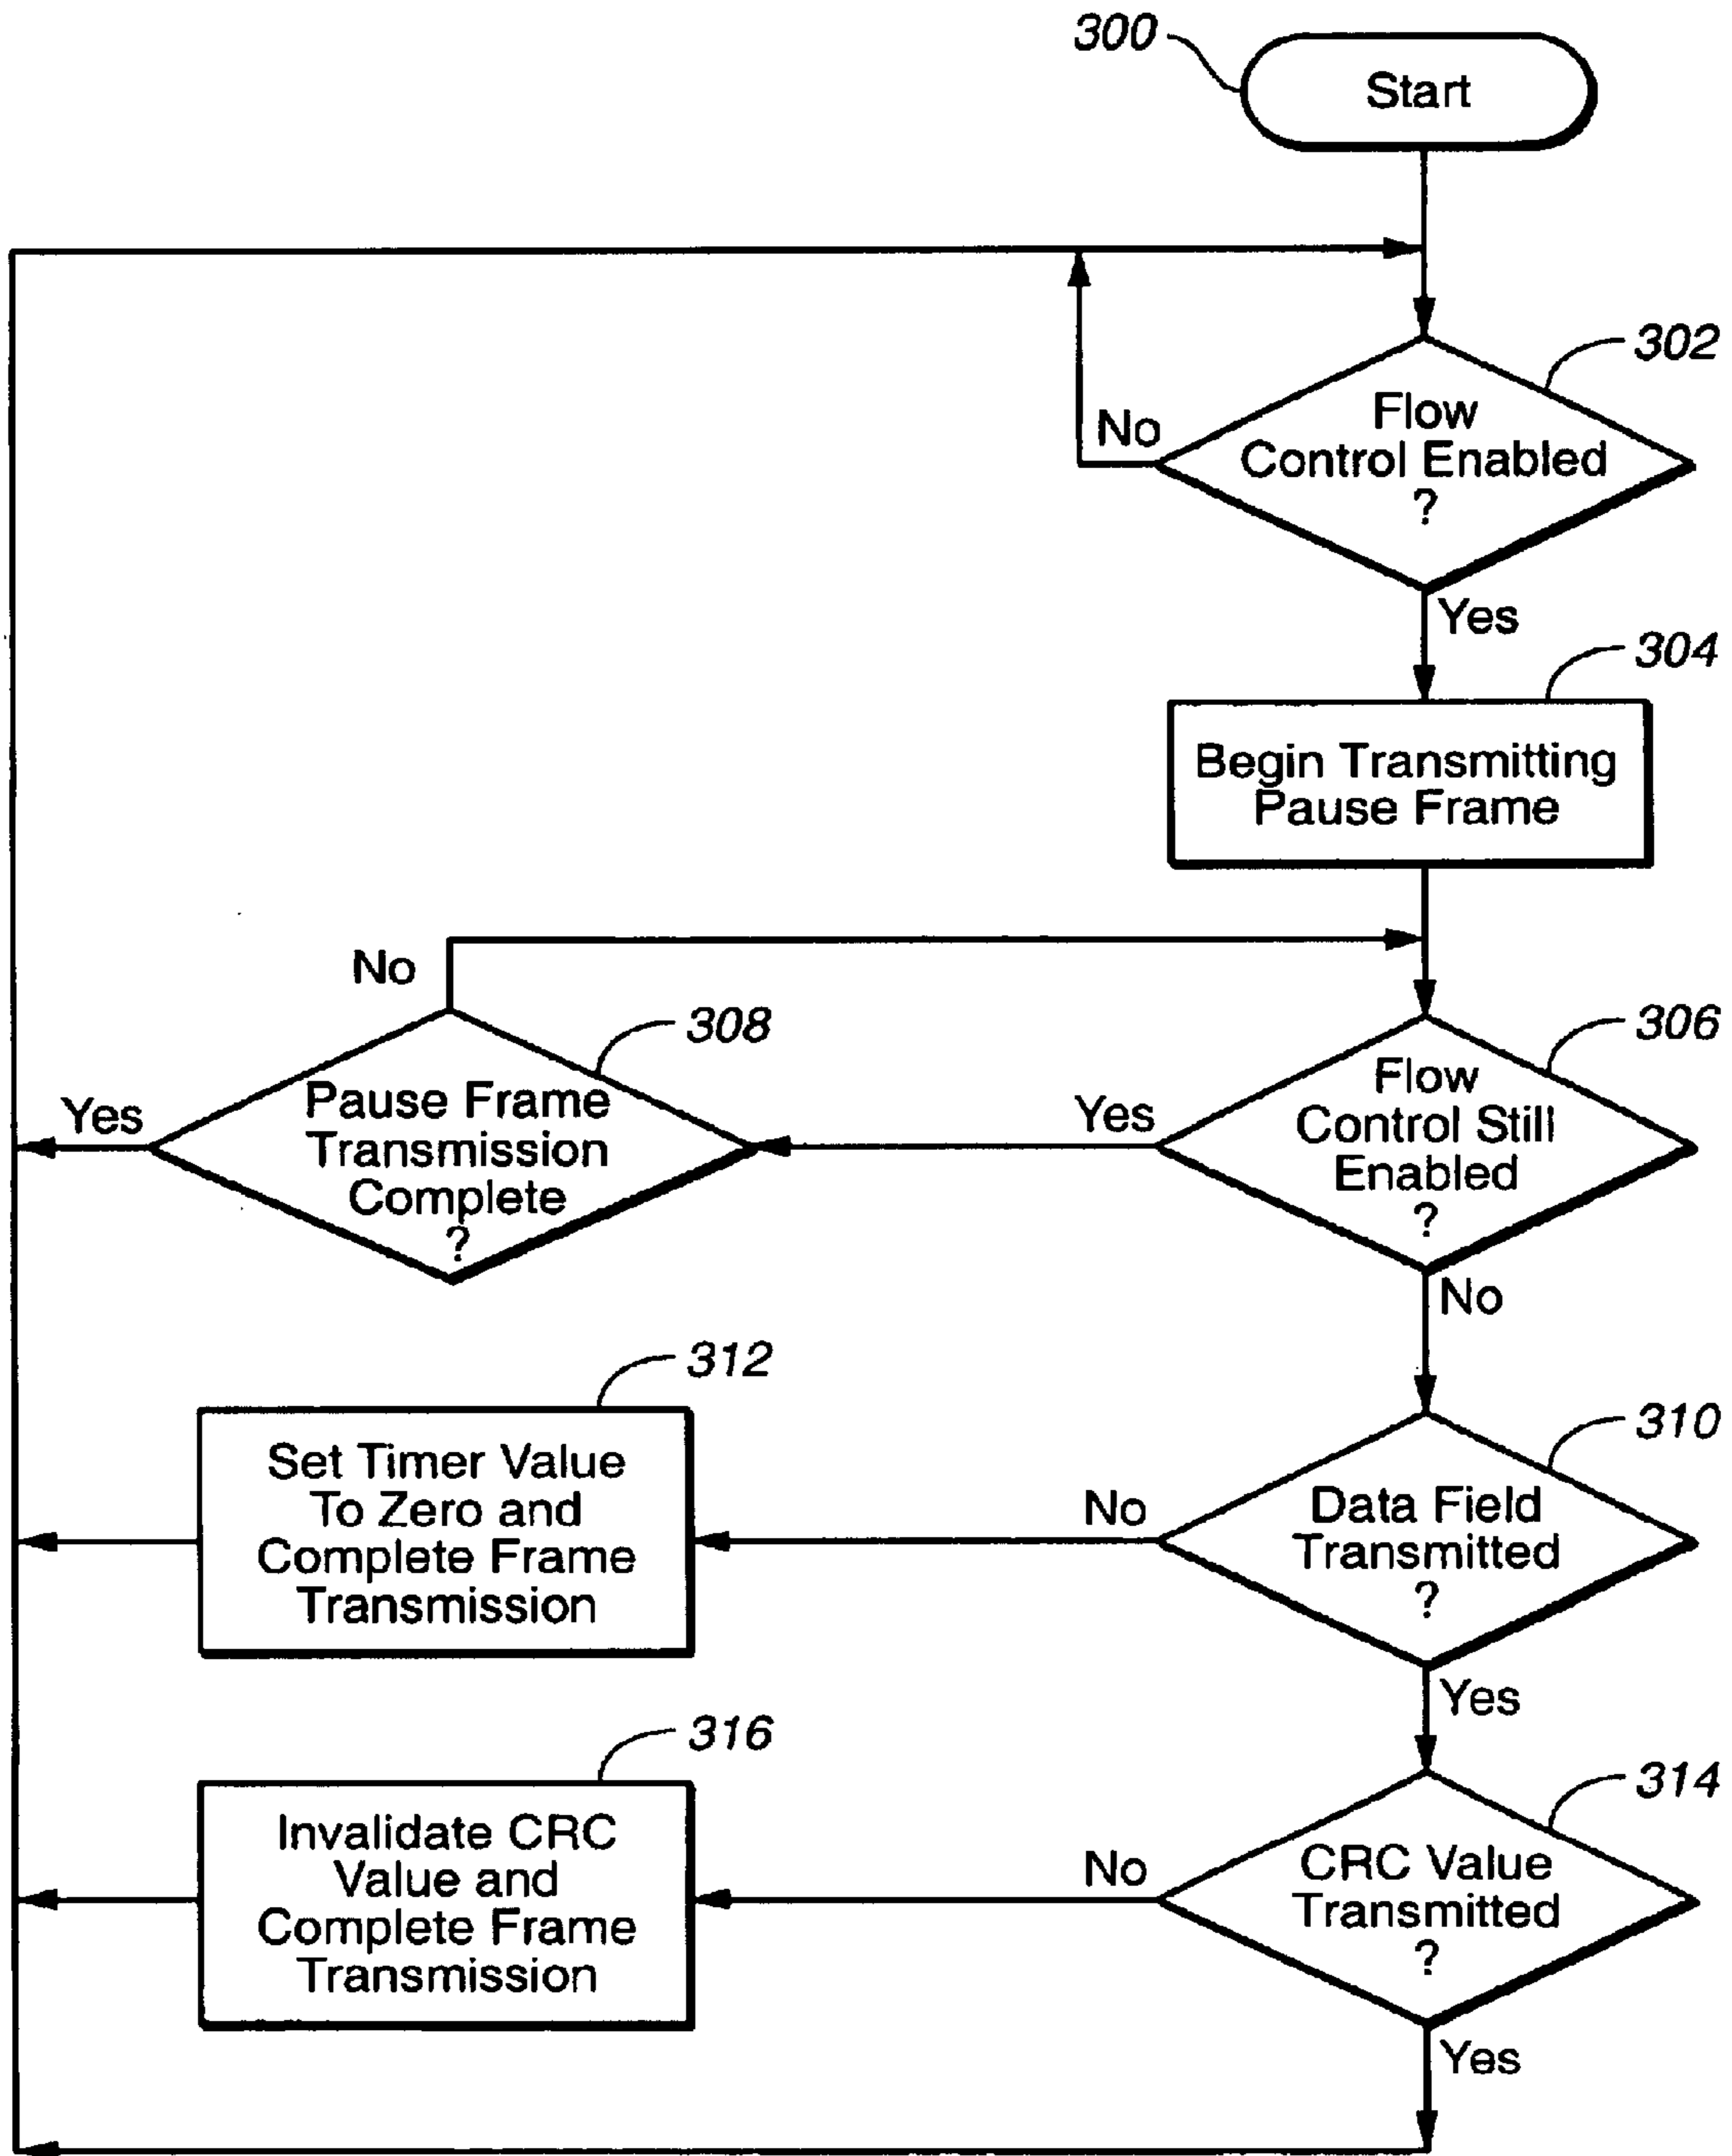 300
Start
302
Flow
Control Enabled
?
No
Yes
304
Begin Transmitting
Pause Frame
No
308
Pause Frame
Transmission
Complete
?
Yes
306
Flow
Control Still
Enabled
?
Yes
No
312
Set Timer Value
To Zero and
Complete Frame
Transmission
310
Data Field
Transmitted
?
No
Yes
316
Invalidate CRC
Value and
Complete Frame
Transmission
314
CRC Value
Transmitted
?
No
Yes